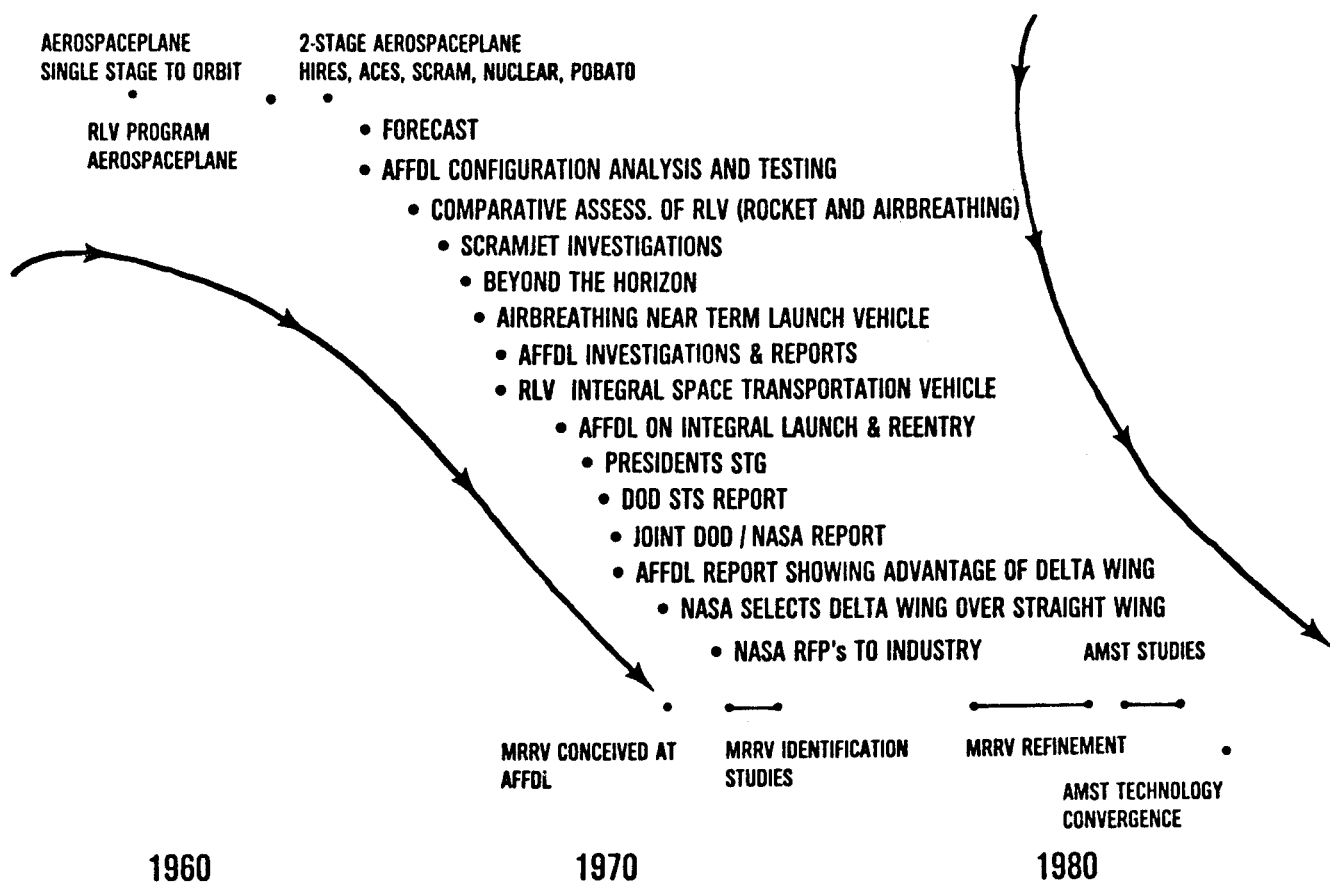 AEROSPACEPLANE
SINGLE STAGE TO ORBIT
2-STAGE AEROSPACEPLANE
HIRES, ACES, SCRAM, NUCLEAR, POBATO
RLV PROGRAM
AEROSPACEPLANE
• FORECAST
• AFFDL CONFIGURATION ANALYSIS AND TESTING
• COMPARATIVE ASSESS. OF RLV (ROCKET AND AIRBREATHING)
• SCRAMJET INVESTIGATIONS
• BEYOND THE HORIZON
• AIRBREATHING NEAR TERM LAUNCH VEHICLE
• AFFDL INVESTIGATIONS & REPORTS
• RLV INTEGRAL SPACE TRANSPORTATION VEHICLE
• AFFDL ON INTEGRAL LAUNCH & REENTRY
• PRESIDENTS STG
• DOD STS REPORT
• JOINT DOD / NASA REPORT
• AFFDL REPORT SHOWING ADVANTAGE OF DELTA WING
• NASA SELECTS DELTA WING OVER STRAIGHT WING
• NASA RFP's TO INDUSTRY
AMST STUDIES
MRRV CONCEIVED AT
AFFDL
MRRV IDENTIFICATION
STUDIES
MRRV REFINEMENT
AMST TECHNOLOGY
CONVERGENCE
1960
1970
1980